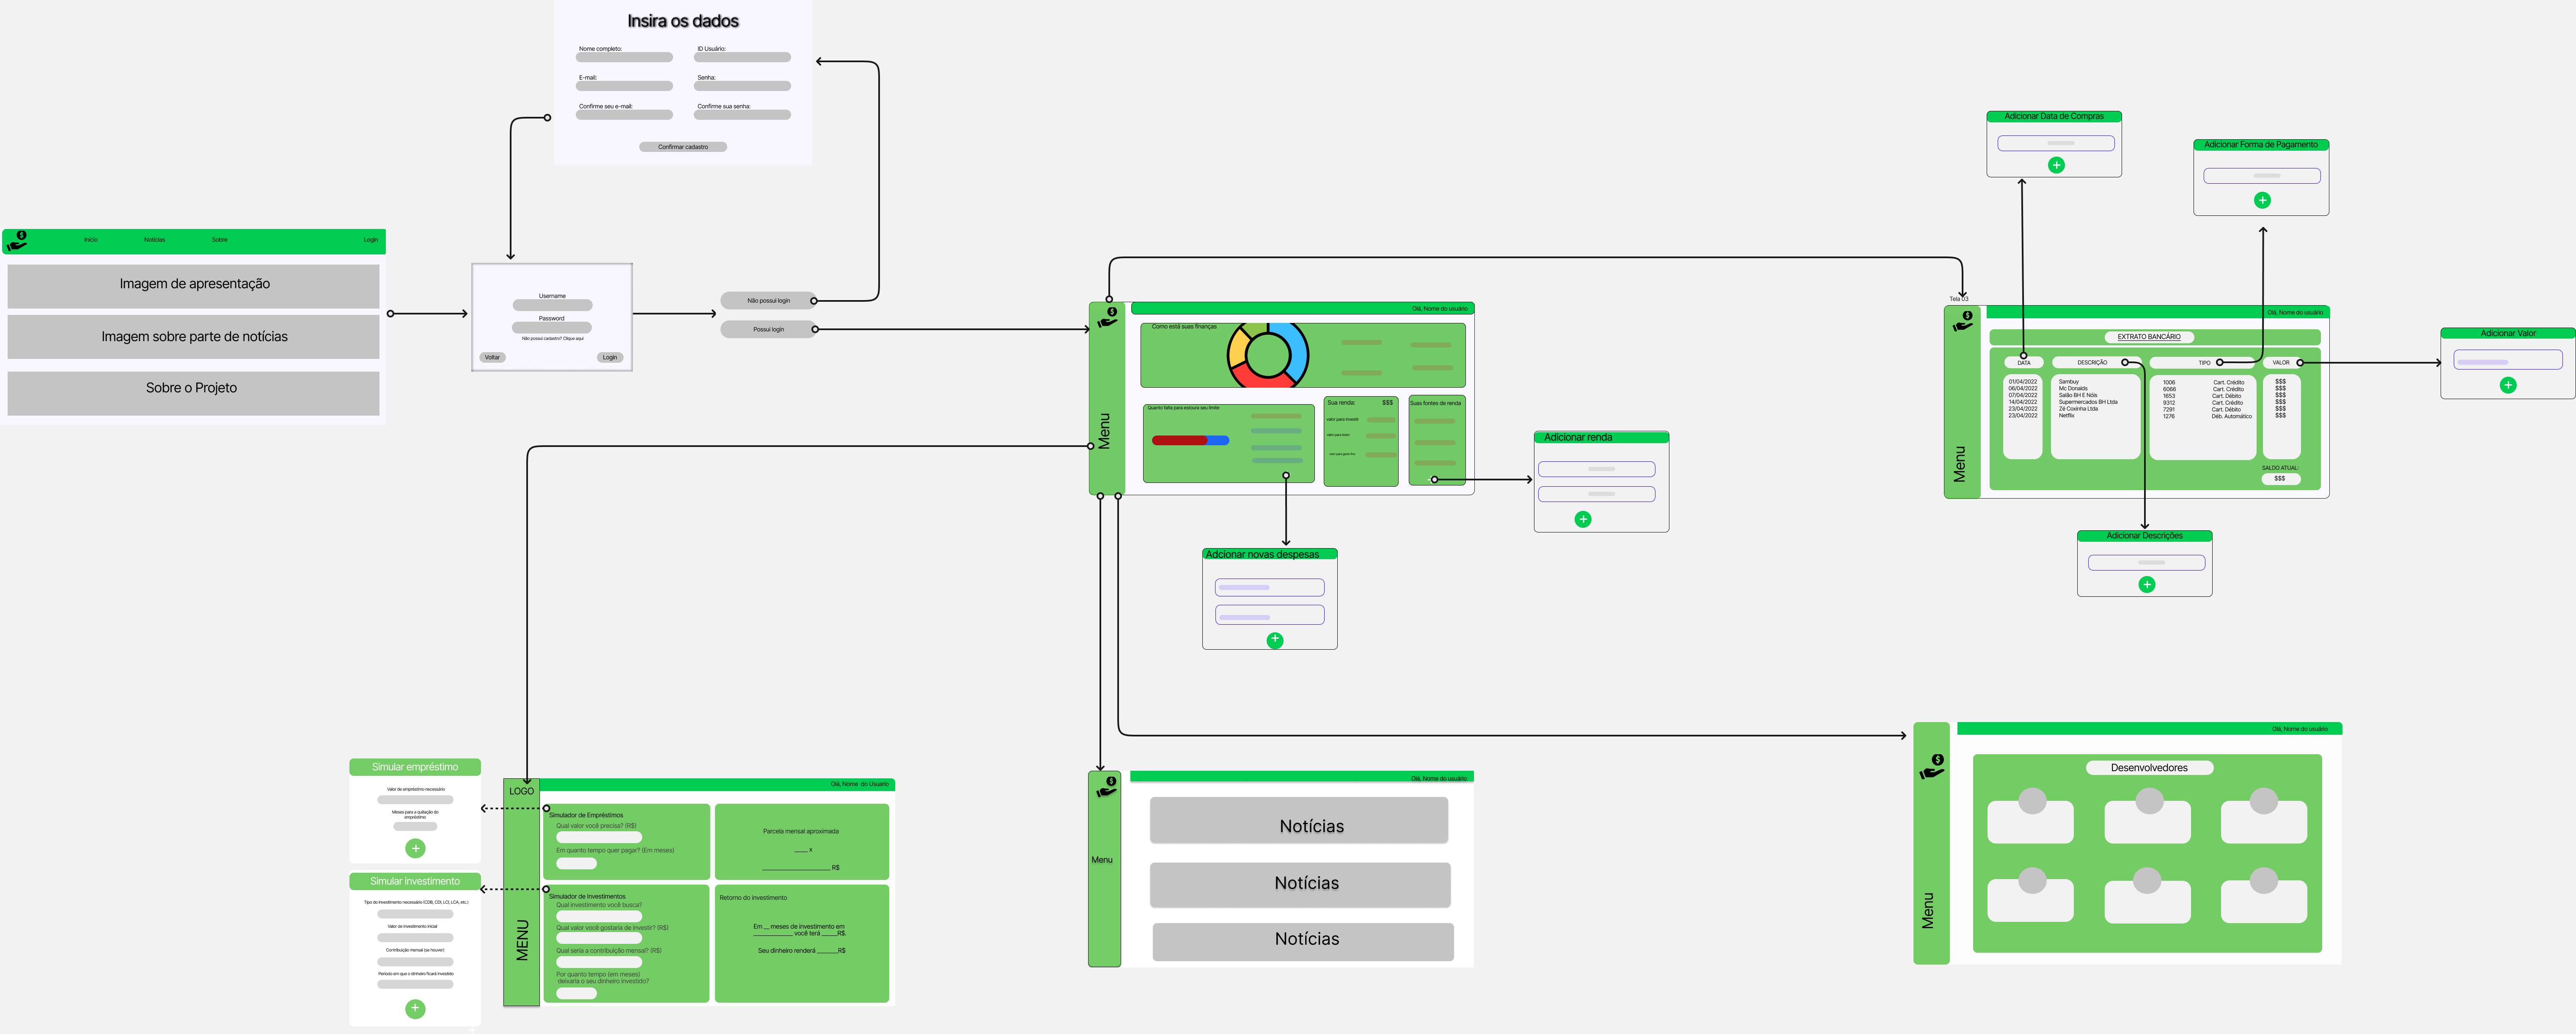 Insira os dados
Nome completo:
ID Usuário:
E-mail:
Senha:
Confirme seu e-mail:
Confirme sua senha:
Confirmar cadastro
Início
Notícias
Sobre
Login
Imagem de apresentação
Imagem sobre parte de notícias
Sobre o Projeto
Username
Password
Não possui cadastro? Clique aqui
Voltar
Login
Não possui login
Possui login
Menu
Olá, Nome do usuário
Como está suas finanças
Quanto falta para estoura seu limite
Sua renda: $$$
valor para investir
valor para lazer
Suas fontes de renda
Adicionar renda
Adcionar novas despesas
Adicionar Data de Compras
Adicionar Forma de Pagamento
Adicionar Valor
Adicionar Descrições
Tela 03
Menu
Olá, Nome do usuário
EXTRATO BANCÁRIO
DATA
DESCRIÇÃO
TIPO
VALOR
01/04/2022 Sambuy 1006 Cart. Crédito $$$
06/04/2022 Mc Donalds 6066 Cart. Crédito $$$
07/04/2022 Salão BH E Nóis 1653 Cart. Débito $$$
14/04/2022 Supermercados BH Ltda 9312 Cart. Crédito $$$
23/04/2022 Zé Coxinha Ltda 7291 Cart. Débito $$$
23/04/2022 Netflix 1276 Déb. Automático $$$
SALDO ATUAL:
$$$
Simular empréstimo
Valor de empréstimo necessário
Meses para a quitação do
empréstimo
Simular investimento
Tipo do investimento necessário (CDB, CDI, LCI, LCA, etc.)
Valor de investimento inicial
Contribuição mensal (se houver)
Período em que o dinheiro ficará investido
LOGO
MENU
Olá, Nome do Usuario
Simulador de Empréstimos
Qual valor você precisa? (R$)
Em quanto tempo quer pagar? (Em meses)
Parcela mensal aproximada
_____ x
_________________________ R$
Simulador de Investimentos
Qual investimento você busca?
Qual valor você gostaria de investir? (R$)
Qual seria a contribuição mensal? (R$)
Por quanto tempo (em meses)
deixaria o seu dinheiro investido?
Retorno do investimento
Em __ meses de investimento em
______________ você terá ______R$.
Seu dinheiro renderá ________R$
Menu
Olá, Nome do usuário
Notícias
Notícias
Notícias
Menu
Olá, Nome do usuário
Desenvolvedores